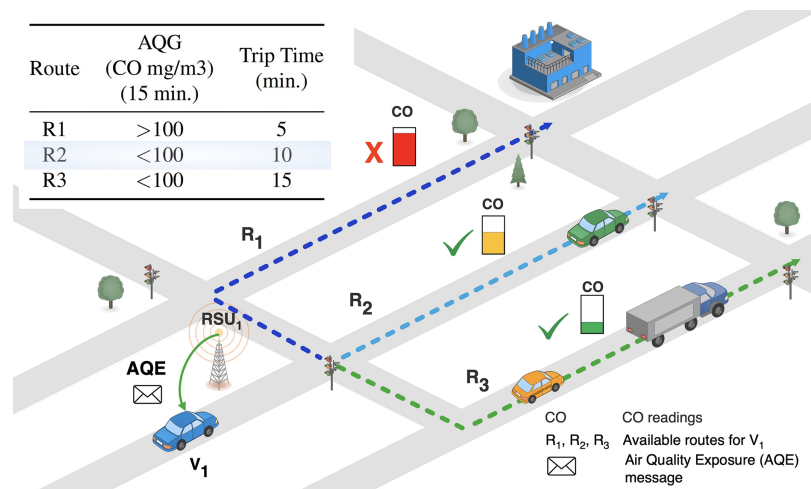 AQG
Route (CO mg/m3) Trip Time
(15 min.) (min.)
R1 >100 5
R2 <100 10
R3 <100 15
CO
X
R1
CO
R2
RSU1
CO
AQE
R3
V1
CO CO readings
R1, R2, R3 Available routes for V1
Air Quality Exposure (AQE)
message